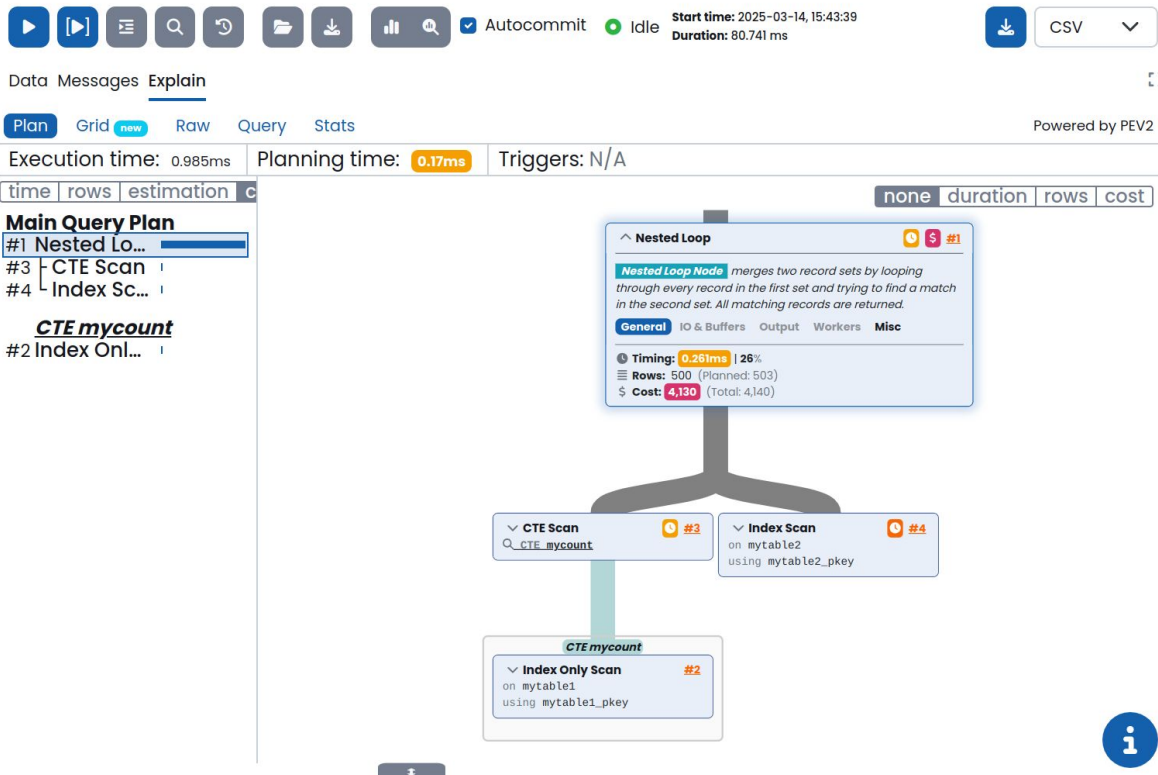 Autocommit
Idle
Start time: 2025-03-14, 15:43:39
Duration: 80.741 ms
CSV
Data Messages Explain
Plan Grid new Raw Query Stats
Powered by PEV2
Execution time: 0.985ms Planning time: 0.17ms Triggers: N/A
time rows estimation c
none duration rows cost
Main Query Plan
#1 Nested Lo...
#3 CTE Scan
#4 Index Sc...
CTE mycount
#2 Index Onl...
Nested Loop $ #1
Nested Loop Node merges two record sets by looping
through every record in the first set and trying to find a match
in the second set. All matching records are returned.
General IO & Buffers Output Workers Misc
Timing: 0.261ms | 26%
Rows: 500 (Planned: 503)
$ Cost: 4,130 (Total: 4,140)
CTE Scan #3
CTE mycount
Index Scan #4
on mytable2
using mytable2_pkey
CTE mycount
Index Only Scan #2
on mytable1
using mytable1_pkey